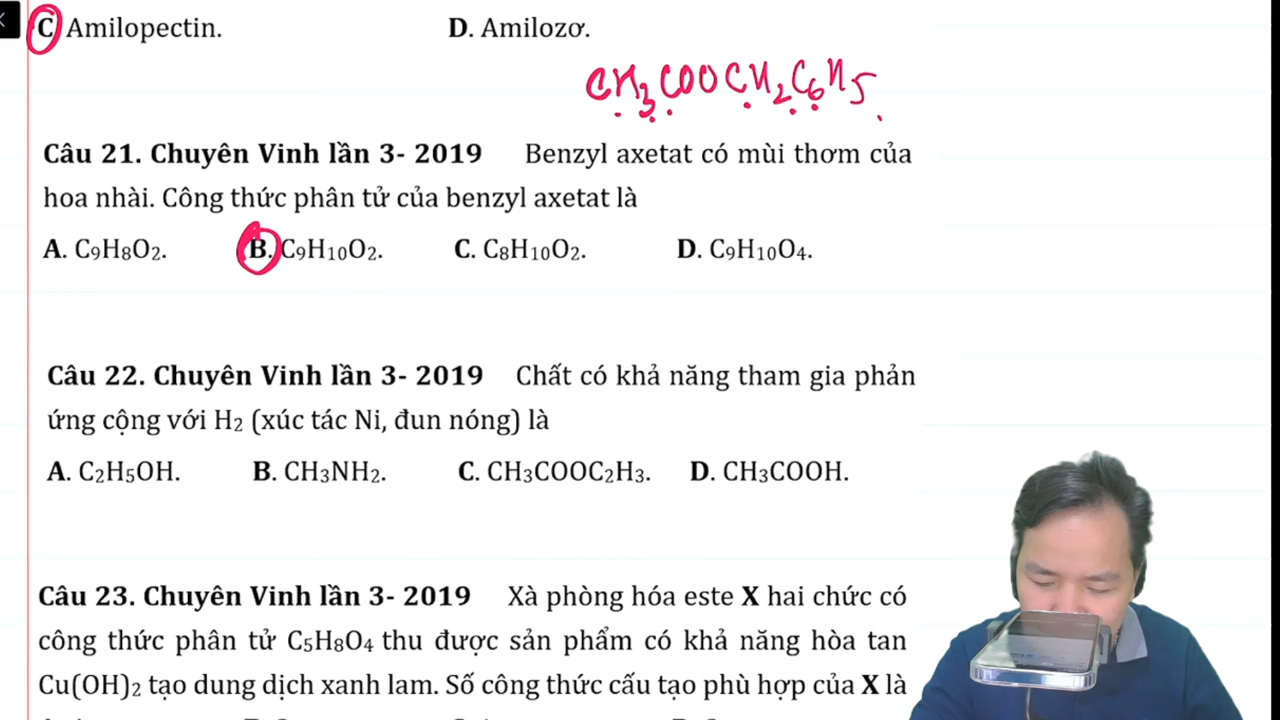 C Amilopectin. D. Amilozơ.
CH3COOCH2C6H5
Câu 21. Chuyên Vinh lần 3- 2019 Benzyl axetat có mùi thơm của
hoa nhài. Công thức phân tử của benzyl axetat là
A. C9H8O2. B. C9H10O2. C. C8H10O2. D. C9H10O4.
Câu 22. Chuyên Vinh lần 3- 2019 Chất có khả năng tham gia phản
ứng cộng với H2 (xúc tác Ni, đun nóng) là
A. C2H5OH. B. CH3NH2. C. CH3COOC2H3. D. CH3COOH.
Câu 23. Chuyên Vinh lần 3- 2019 Xà phòng hóa este X hai chức có
công thức phân tử C5H8O4 thu được sản phẩm có khả năng hòa tan
Cu(OH)2 tạo dung dịch xanh lam. Số công thức cấu tạo phù hợp của X là